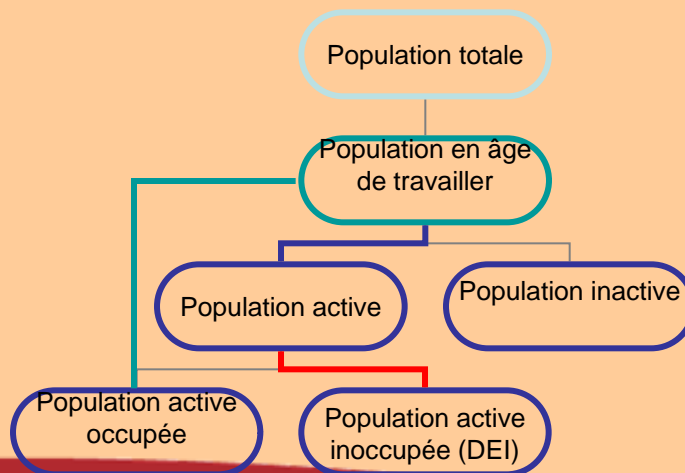 Population totale
Population en âge
de travailler
Population active
Population inactive
Population active
occupée
Population active
inoccupée (DEI)